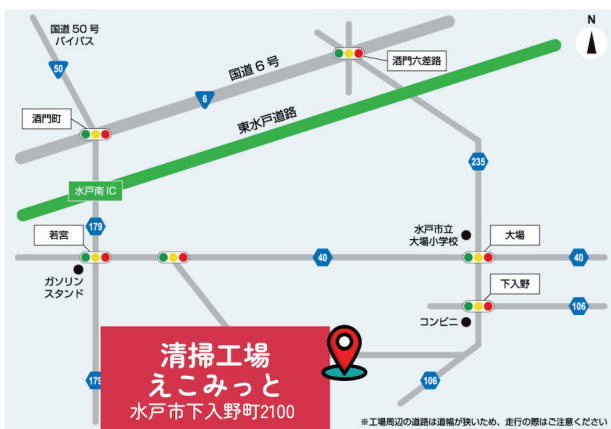 国道50号
バイパス
50
国道6号
酒門六差路
N
6
酒門町
東水戸道路
235
水戸南IC
179
若宮
水戸市立
大場小学校
大場
40
40
ガソリン
スタンド
下入野
106
コンビニ
清掃工場
えこみっと
水戸市下入野町2100
179
106
※工場周辺の道路は道幅が狭いため、走行の際はご注意ください